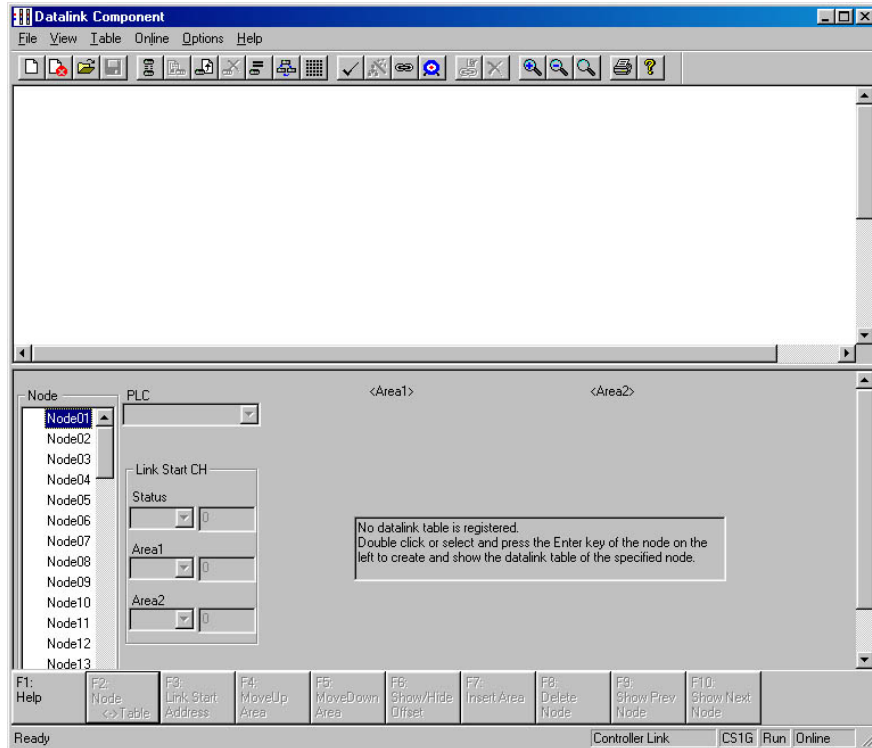 Datalink Component
File View Table Online Options Help
Node
PLC
<Area1>
<Area2>
Node01
Node02
Node03
Node04
Node05
Node06
Node07
Node08
Node09
Node10
Node11
Node12
Node13
Link Start CH
Status
0
Area1
0
Area2
0
No datalink table is registered.
Double click or select and press the Enter key of the node on the
left to create and show the datalink table of the specified node.
F1:
Help
F2:
Node
<->Table
F3:
Link Start
Address
F4:
MoveUp
Area
F5:
MoveDown
Area
F6:
Show/Hide
Offset
F7:
Insert Area
F8:
Delete
Node
F9:
Show Prev
Node
F10:
Show Next
Node
Ready
Controller Link
CS1G
Run
Online